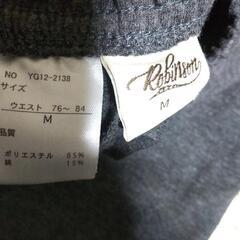 NO YG12-2138
サイズ
ウエスト 76～84
M
品質
ポリエステル 85%
綿 15%
Robinson
M